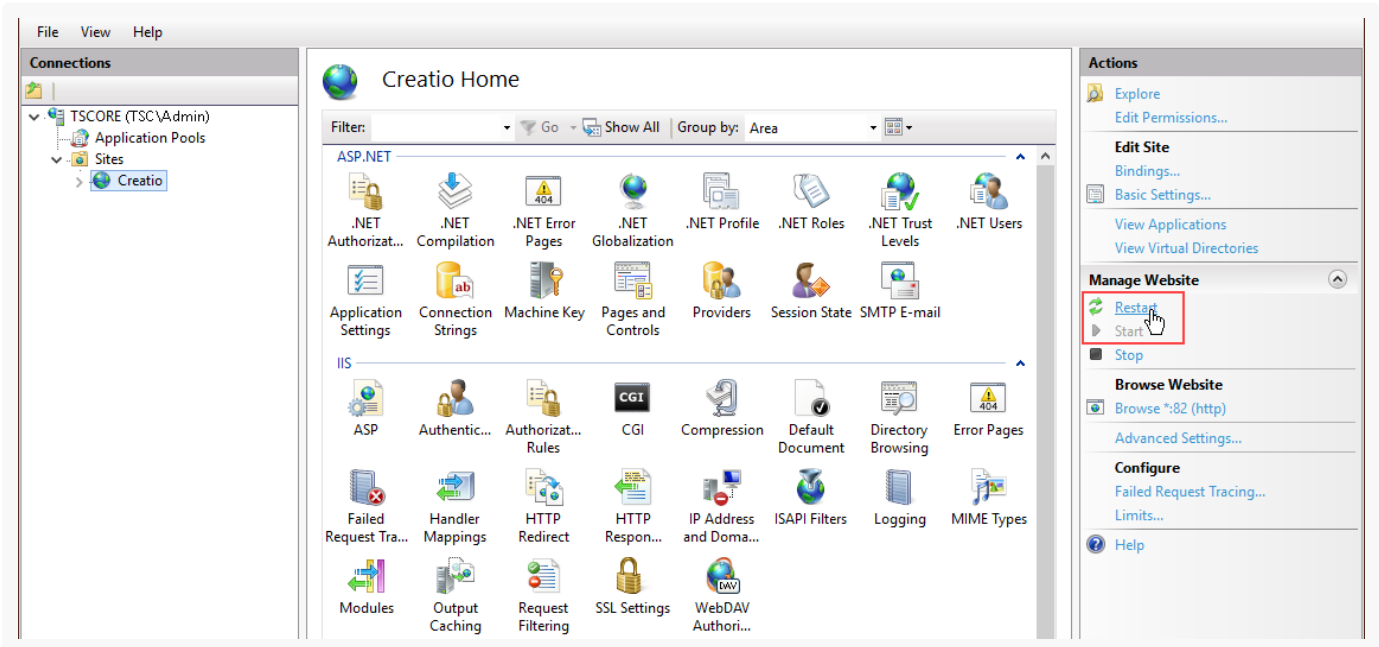 File View Help
Connections
TSCORE (TSC\Admin)
Application Pools
Sites
Creatio
Creatio Home
Filter: Go Show All Group by: Area
ASP.NET
.NET Authorizat...
.NET Compilation
404
.NET Error Pages
.NET Globalization
.NET Profile
.NET Roles
.NET Trust Levels
.NET Users
Application Settings
ab
Connection Strings
Machine Key
Pages and Controls
Providers
Session State
SMTP E-mail
IIS
ASP
Authentic...
Authorizat... Rules
CGI
CGI
Compression
Default Document
Directory Browsing
404
Error Pages
Failed Request Tra...
Handler Mappings
HTTP Redirect
HTTP Respon...
IP Address and Doma...
ISAPI Filters
Logging
MIME Types
Modules
Output Caching
Request Filtering
SSL Settings
DAV
WebDAV Authori...
Actions
Explore
Edit Permissions...
Edit Site
Bindings...
Basic Settings...
View Applications
View Virtual Directories
Manage Website
Restart
Start
Stop
Browse Website
Browse *:82 (http)
Advanced Settings...
Configure
Failed Request Tracing...
Limits...
Help